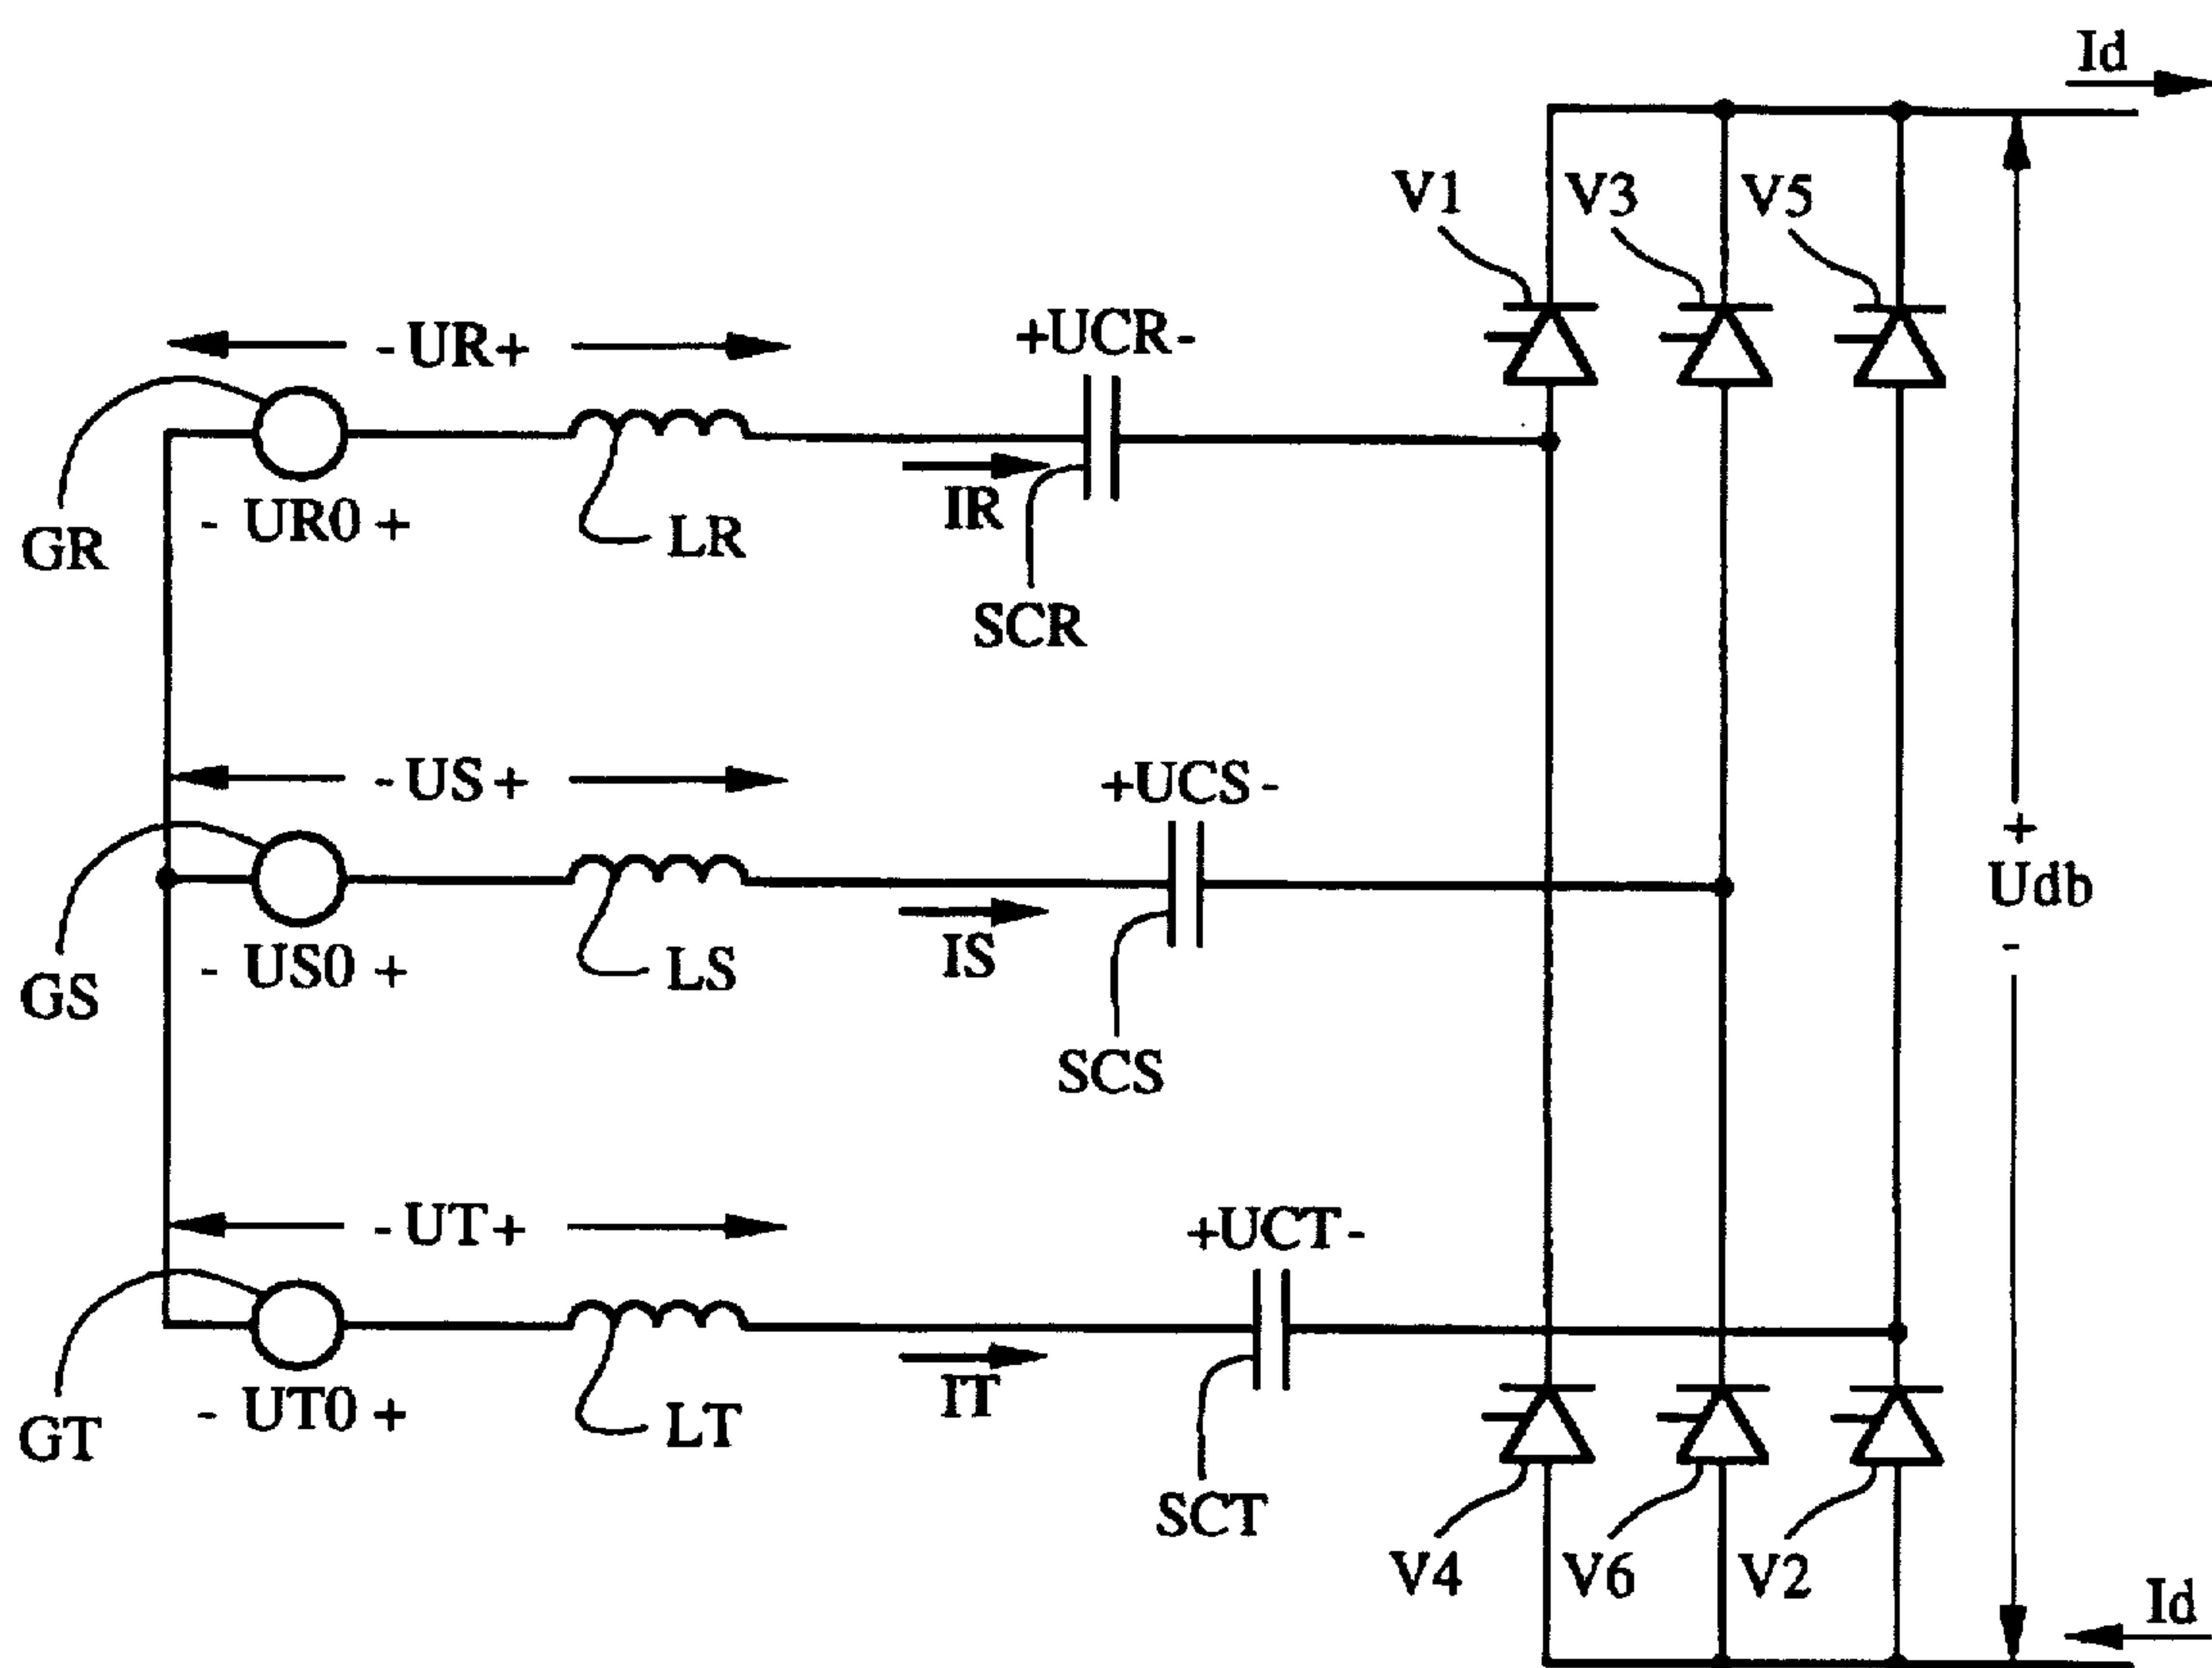 Id
V1 V3 V5
- UR +
+UCR-
GR
- UR0 +
LR
IR
SCR
- US +
+UCS-
+
Udb
-
GS
- US0 +
LS
IS
SCS
- UT +
+UCT-
GT
- UT0 +
LT
IT
SCT
V4 V6 V2
Id